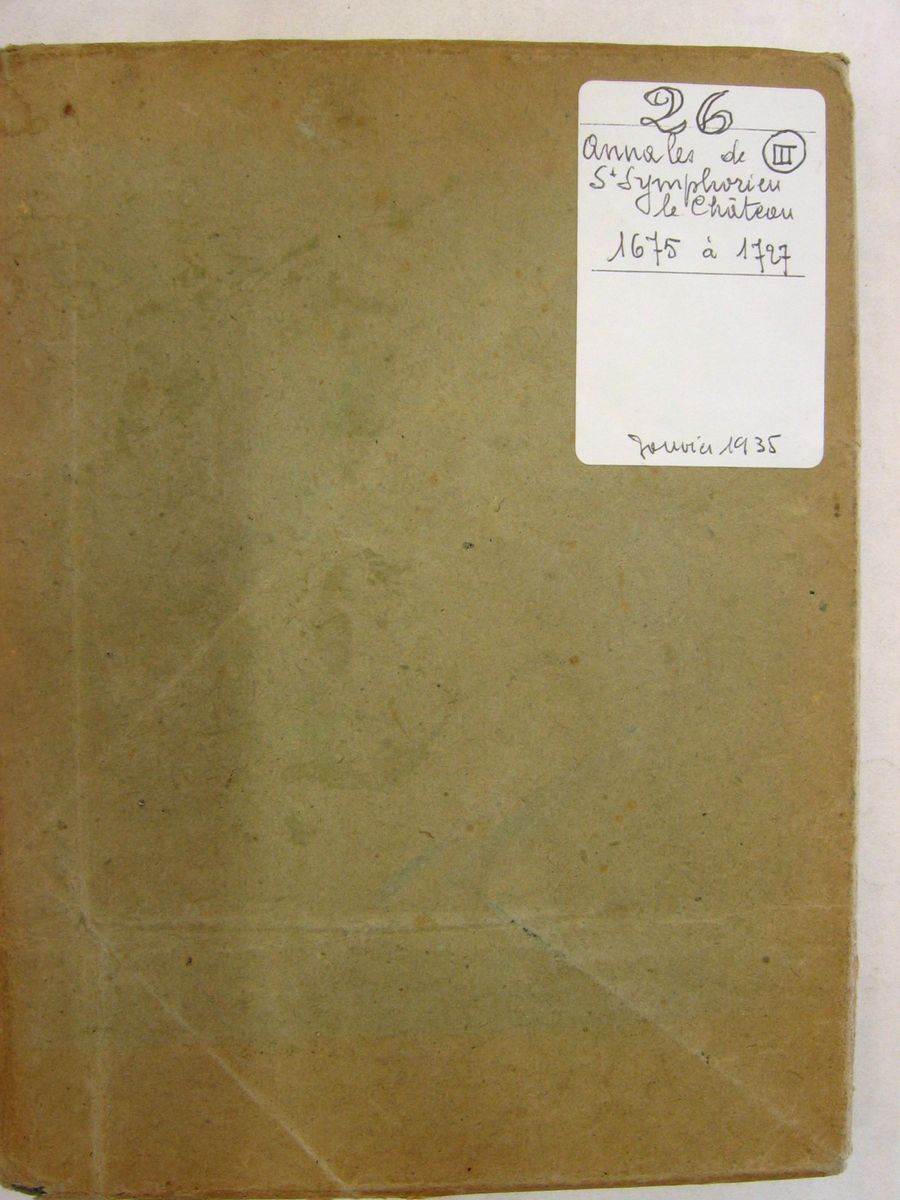 26
Annales de III
St Symphorien
le Château
1675 à 1727
Janvier 1935